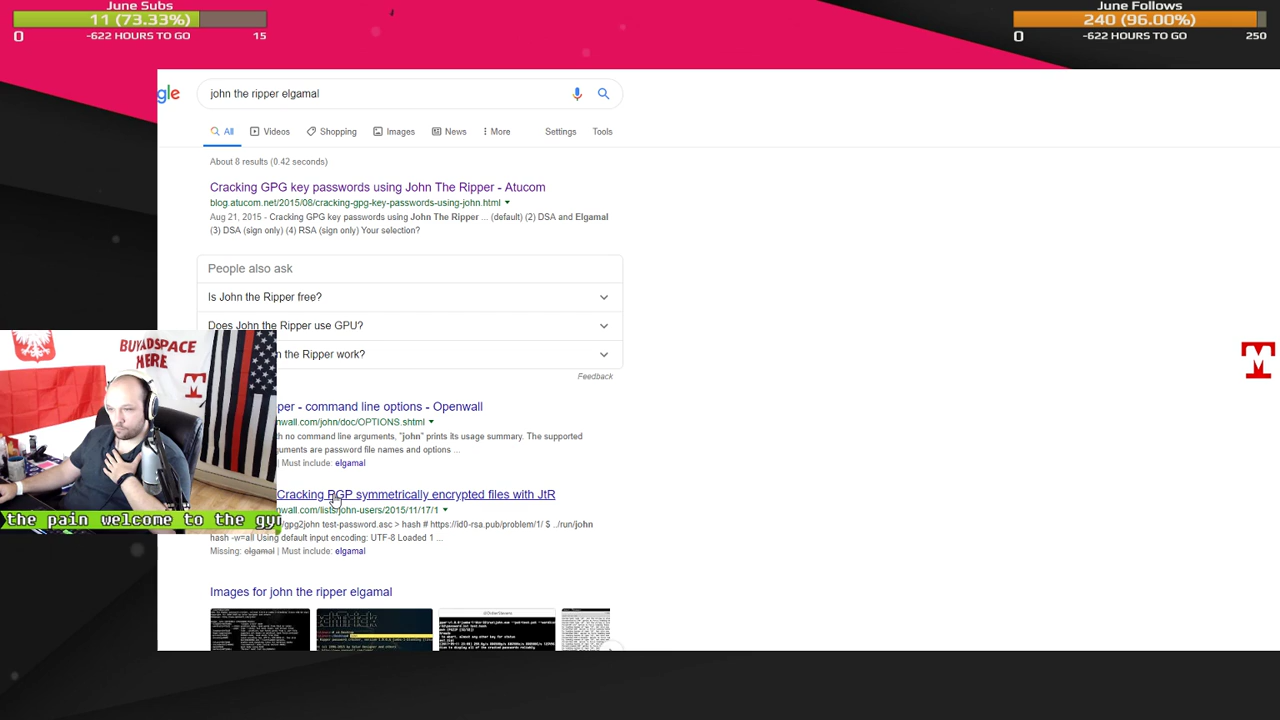 June Subs
11 (73.33%)
0 -622 HOURS TO GO 15
June Follows
240 (96.00%)
0 -622 HOURS TO GO 250
gle
john the ripper elgamal
All Videos Shopping Images News More Settings Tools
About 8 results (0.42 seconds)
Cracking GPG key passwords using John The Ripper - Atucom
blog.atucom.net/2015/08/cracking-gpg-key-passwords-using-john.html
Aug 21, 2015 - Cracking GPG key passwords using John The Ripper ... (default) (2) DSA and Elgamal
(3) DSA (sign only) (4) RSA (sign only) Your selection?
People also ask
Is John the Ripper free?
Does John the Ripper use GPU?
the Ripper work?
Feedback
per - command line options - Openwall
wall.com/john/doc/OPTIONS.shtml
h no command line arguments, "john" prints its usage summary. The supported
guments are password file names and options ...
| Must include: elgamal
Cracking PGP symmetrically encrypted files with JtR
nwall.com/lists/john-users/2015/11/17/1
/gpg2john test-password.asc > hash # https://id0-rsa.pub/problem/1/ $ ../run/john
hash -w=all Using default input encoding: UTF-8 Loaded 1 ...
Missing: elgamal | Must include: elgamal
Images for john the ripper elgamal
BUY ADSPACE
HERE
the pain welcome to the gy